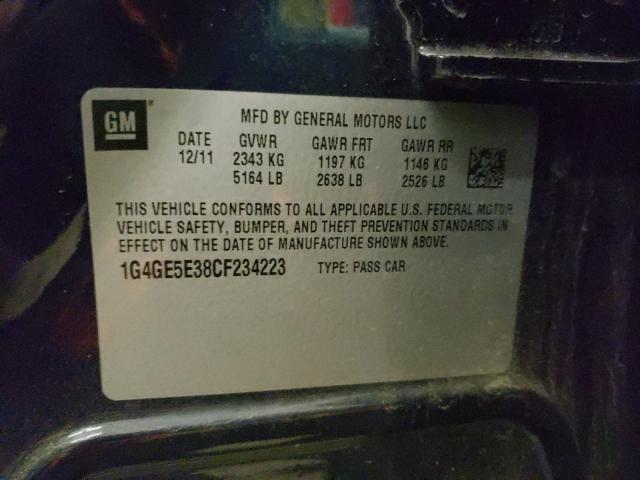 GM
MFD BY GENERAL MOTORS LLC
DATE GVWR GAWR FRT GAWR RR
12/11 2343 KG 1197 KG 1146 KG
5164 LB 2638 LB 2526 LB
THIS VEHICLE CONFORMS TO ALL APPLICABLE U.S. FEDERAL MOTOR
VEHICLE SAFETY, BUMPER, AND THEFT PREVENTION STANDARDS IN
EFFECT ON THE DATE OF MANUFACTURE SHOWN ABOVE.
1G4GE5E38CF234223 TYPE: PASS CAR